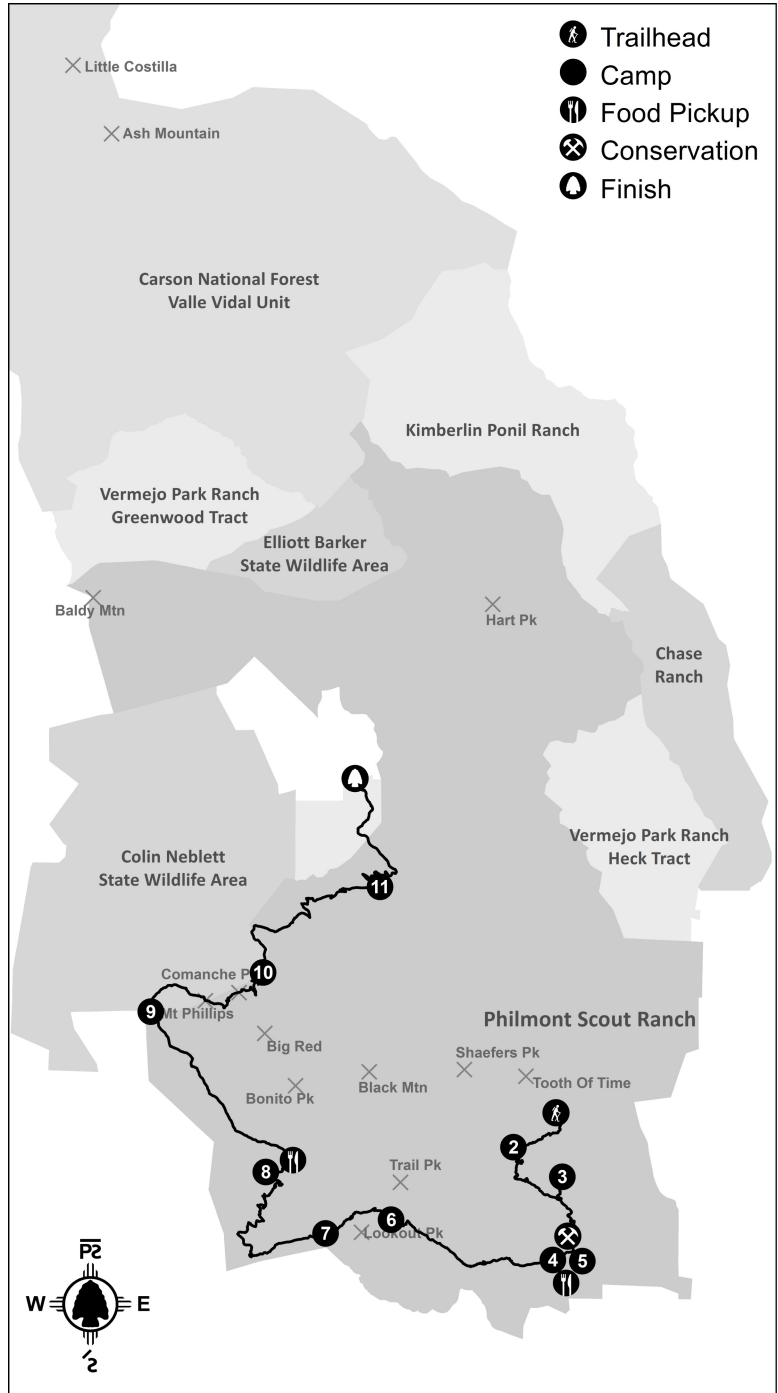 Trailhead
Camp
Food Pickup
Conservation
Finish
Little Costilla
Ash Mountain
Carson National Forest
Valle Vidal Unit
Kimberlin Ponil Ranch
Vermejo Park Ranch
Greenwood Tract
Elliott Barker
State Wildlife Area
Baldy Mtn
Hart Pk
Chase
Ranch
Vermejo Park Ranch
Heck Tract
Colin Neblett
State Wildlife Area
11
10
Comanche P
9
Mt Phillips
Philmont Scout Ranch
Big Red
Shaefers Pk
Black Mtn
Tooth Of Time
Bonito Pk
2
8
Trail Pk
3
6
7
Lookout Pk
4
5
W
E